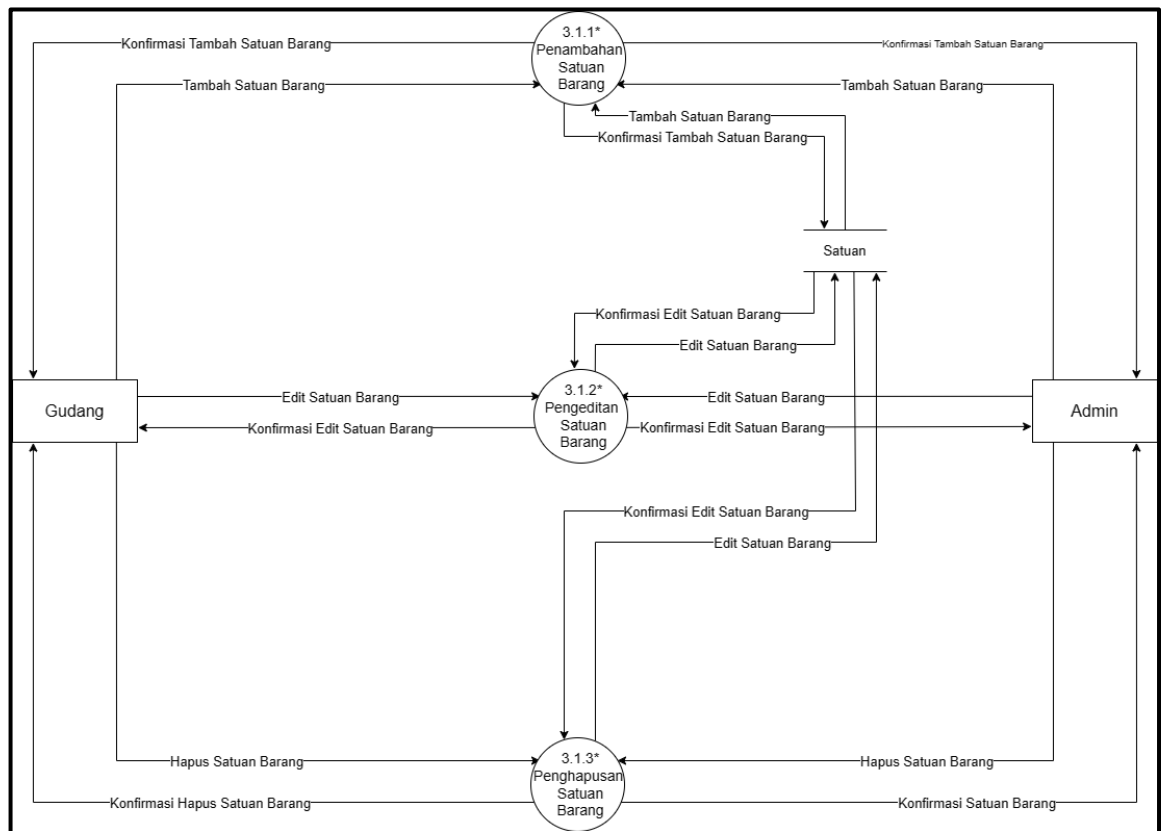 3.1.1*
Penambahan
Satuan
Barang
Konfirmasi Tambah Satuan Barang
Konfirmasi Tambah Satuan Barang
Tambah Satuan Barang
Tambah Satuan Barang
Tambah Satuan Barang
Konfirmasi Tambah Satuan Barang
Satuan
Konfirmasi Edit Satuan Barang
Edit Satuan Barang
Gudang
Edit Satuan Barang
Konfirmasi Edit Satuan Barang
3.1.2*
Pengeditan
Satuan
Barang
Edit Satuan Barang
Konfirmasi Edit Satuan Barang
Admin
Konfirmasi Edit Satuan Barang
Edit Satuan Barang
Hapus Satuan Barang
Konfirmasi Hapus Satuan Barang
3.1.3*
Penghapusan
Satuan
Barang
Hapus Satuan Barang
Konfirmasi Satuan Barang